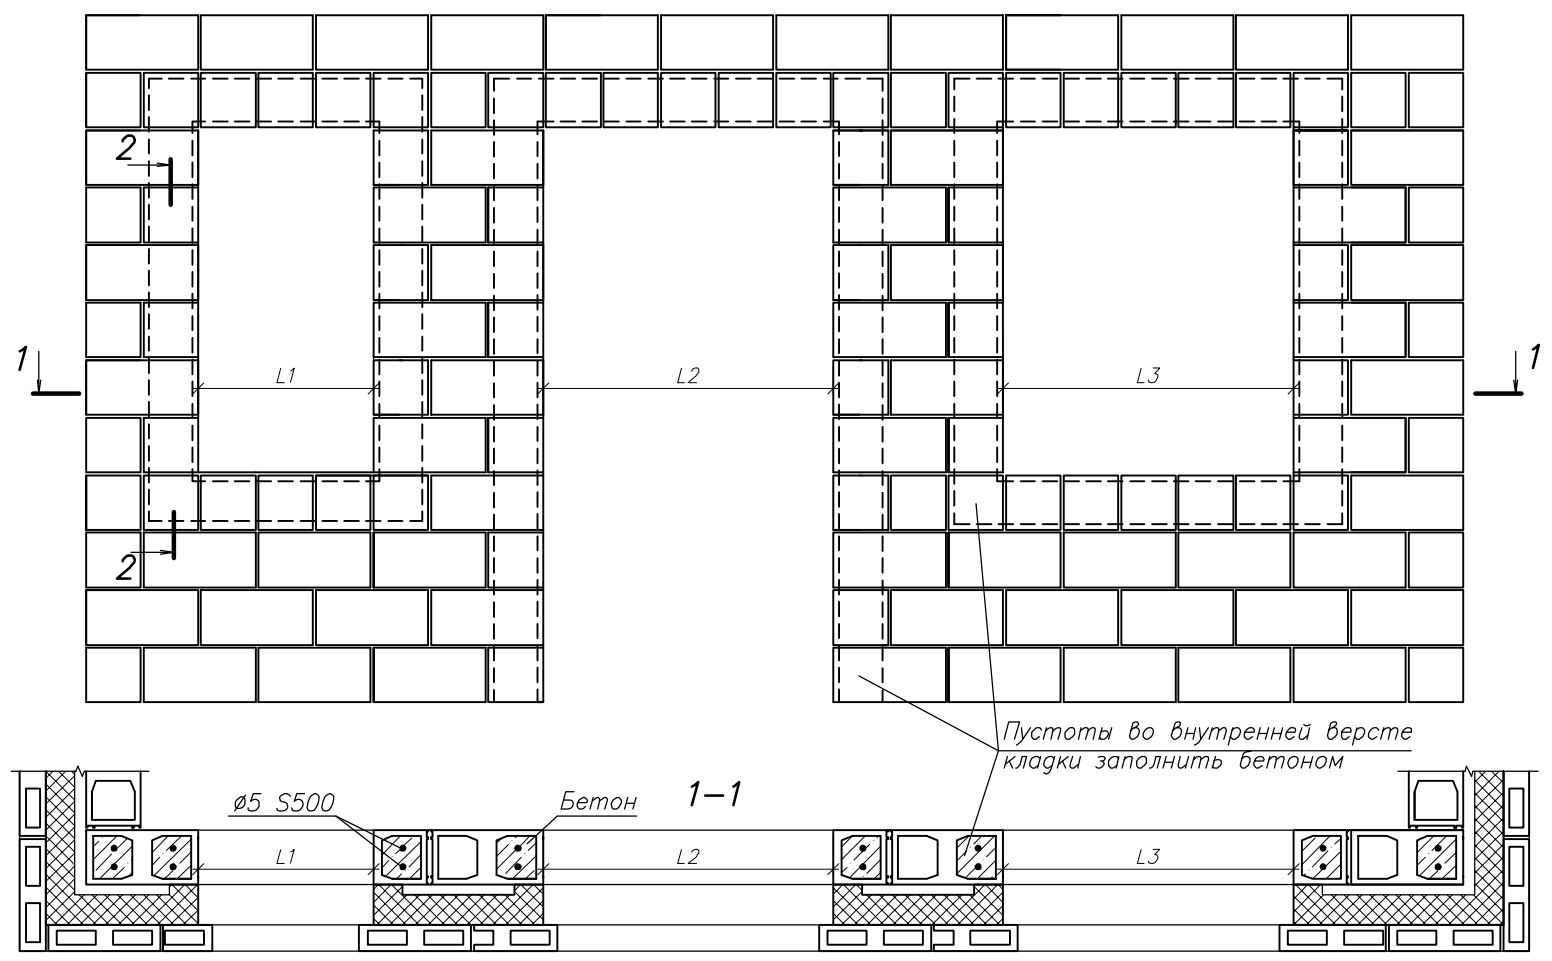 2
1
L1
L2
L3
1
2
Пустоты во внутренней версте
кладки заполнить бетоном
1-1
ø5 S500
Бетон
L1
L2
L3